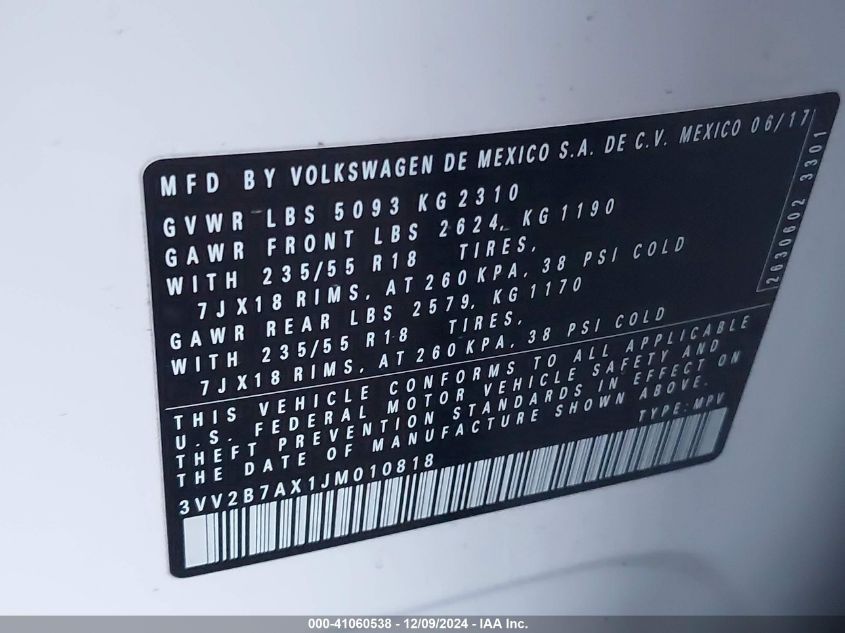 MFD BY VOLKSWAGEN DE MEXICO S.A. DE C.V. MEXICO 06/17
GVWR LBS 5093 KG 2310
GAWR FRONT LBS 2624, KG 1190
WITH 235/55 R18 TIRES,
7JX18 RIMS, AT 260 KPA, 38 PSI COLD
GAWR REAR LBS 2579, KG 1170
WITH 235/55 R18 TIRES,
7JX18 RIMS, AT 260 KPA, 38 PSI COLD
2630602 3301
THIS VEHICLE CONFORMS TO ALL APPLICABLE
U.S. FEDERAL MOTOR VEHICLE SAFETY AND
THEFT PREVENTION STANDARDS IN EFFECT ON
THE DATE OF MANUFACTURE SHOWN ABOVE.
3VV2B7AX1JM010818 TYPE: MPV
000-41060538 - 12/09/2024 - IAA Inc.